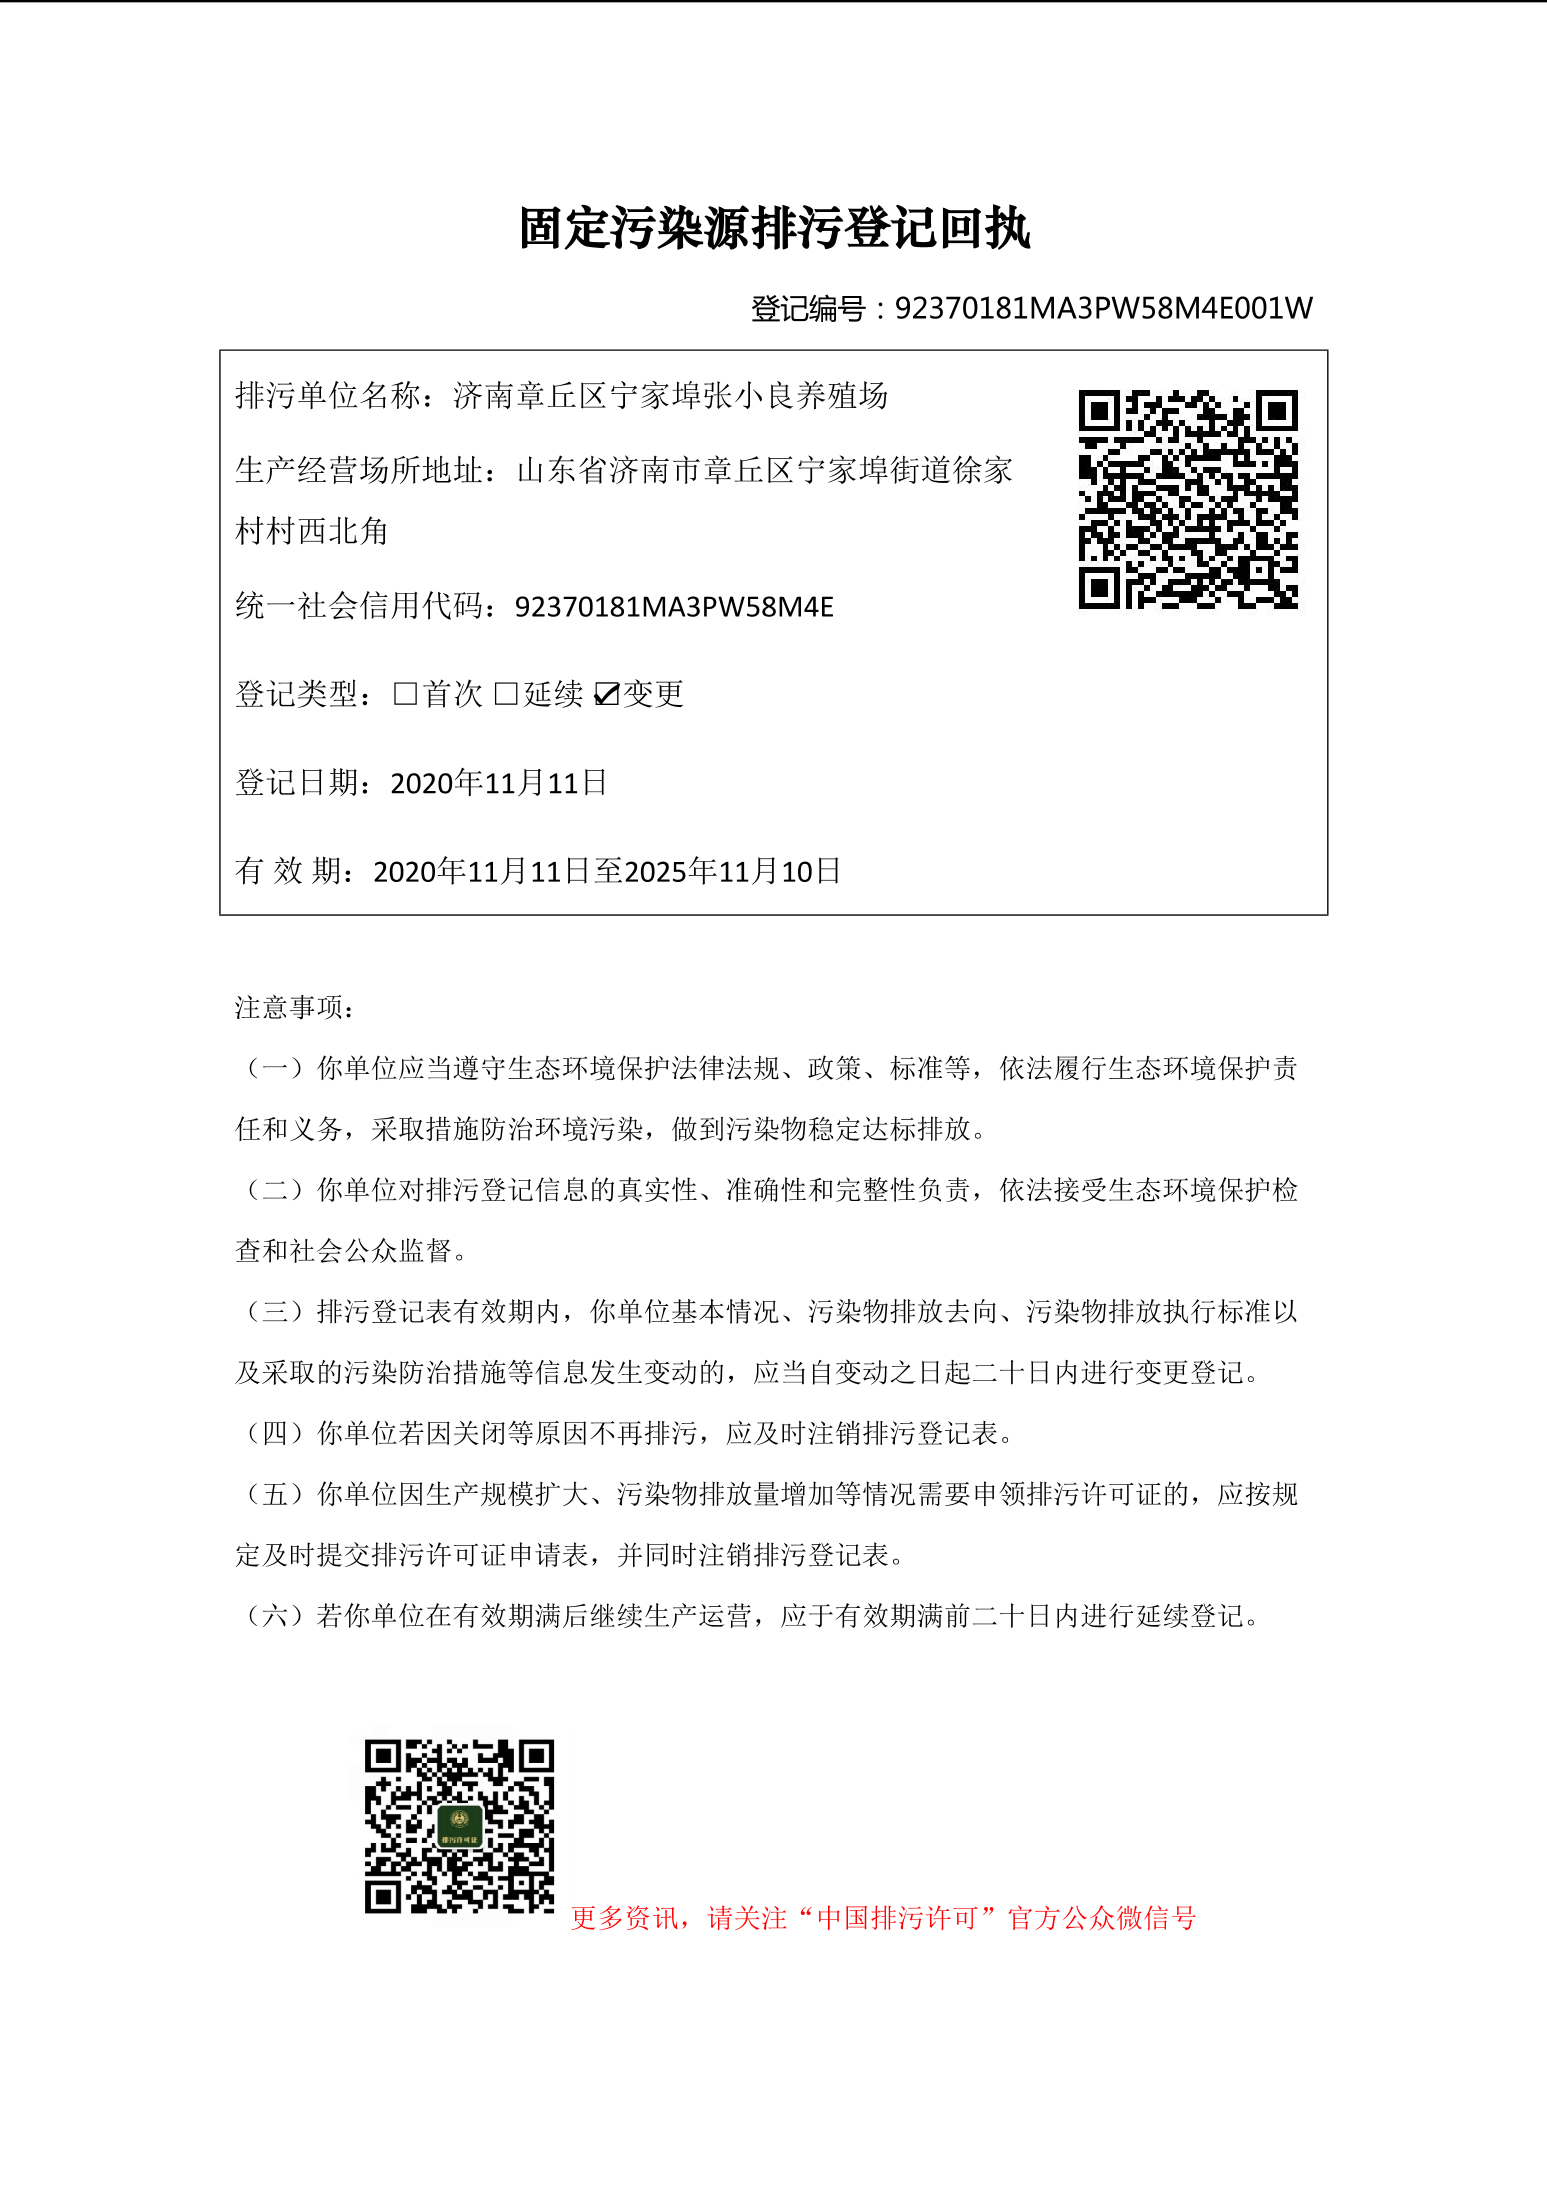 固定污染源排污登记回执
登记编号：92370181MA3PW58M4E001W
排污单位名称：济南章丘区宁家埠张小良养殖场
生产经营场所地址：山东省济南市章丘区宁家埠街道徐家
村村西北角
统一社会信用代码：92370181MA3PW58M4E
登记类型：☐首次 ☐延续 ☑变更
登记日期：2020年11月11日
有 效 期：2020年11月11日至2025年11月10日
注意事项：
（一）你单位应当遵守生态环境保护法律法规、政策、标准等，依法履行生态环境保护责
任和义务，采取措施防治环境污染，做到污染物稳定达标排放。
（二）你单位对排污登记信息的真实性、准确性和完整性负责，依法接受生态环境保护检
查和社会公众监督。
（三）排污登记表有效期内，你单位基本情况、污染物排放去向、污染物排放执行标准以
及采取的污染防治措施等信息发生变动的，应当自变动之日起二十日内进行变更登记。
（四）你单位若因关闭等原因不再排污，应及时注销排污登记表。
（五）你单位因生产规模扩大、污染物排放量增加等情况需要申领排污许可证的，应按规
定及时提交排污许可证申请表，并同时注销排污登记表。
（六）若你单位在有效期满后继续生产运营，应于有效期满前二十日内进行延续登记。
排污许可证
更多资讯，请关注“中国排污许可”官方公众微信号